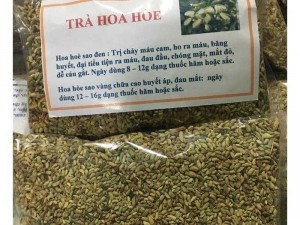 TRÀ HOA HÒE
Hoa hoè sao đen : Trị chảy máu cam, ho ra máu, băng
huyết, đại tiểu tiện ra máu, đau đầu, chóng mặt, mắt đỏ,
dễ cáu gắt. Ngày dùng 8 – 12g dạng thuốc hãm hoặc sắc.
Hoa hòe sao vàng chữa cao huyết áp, đau mắt: ngày
dùng 12 – 16g dạng thuốc hãm hoặc sắc.